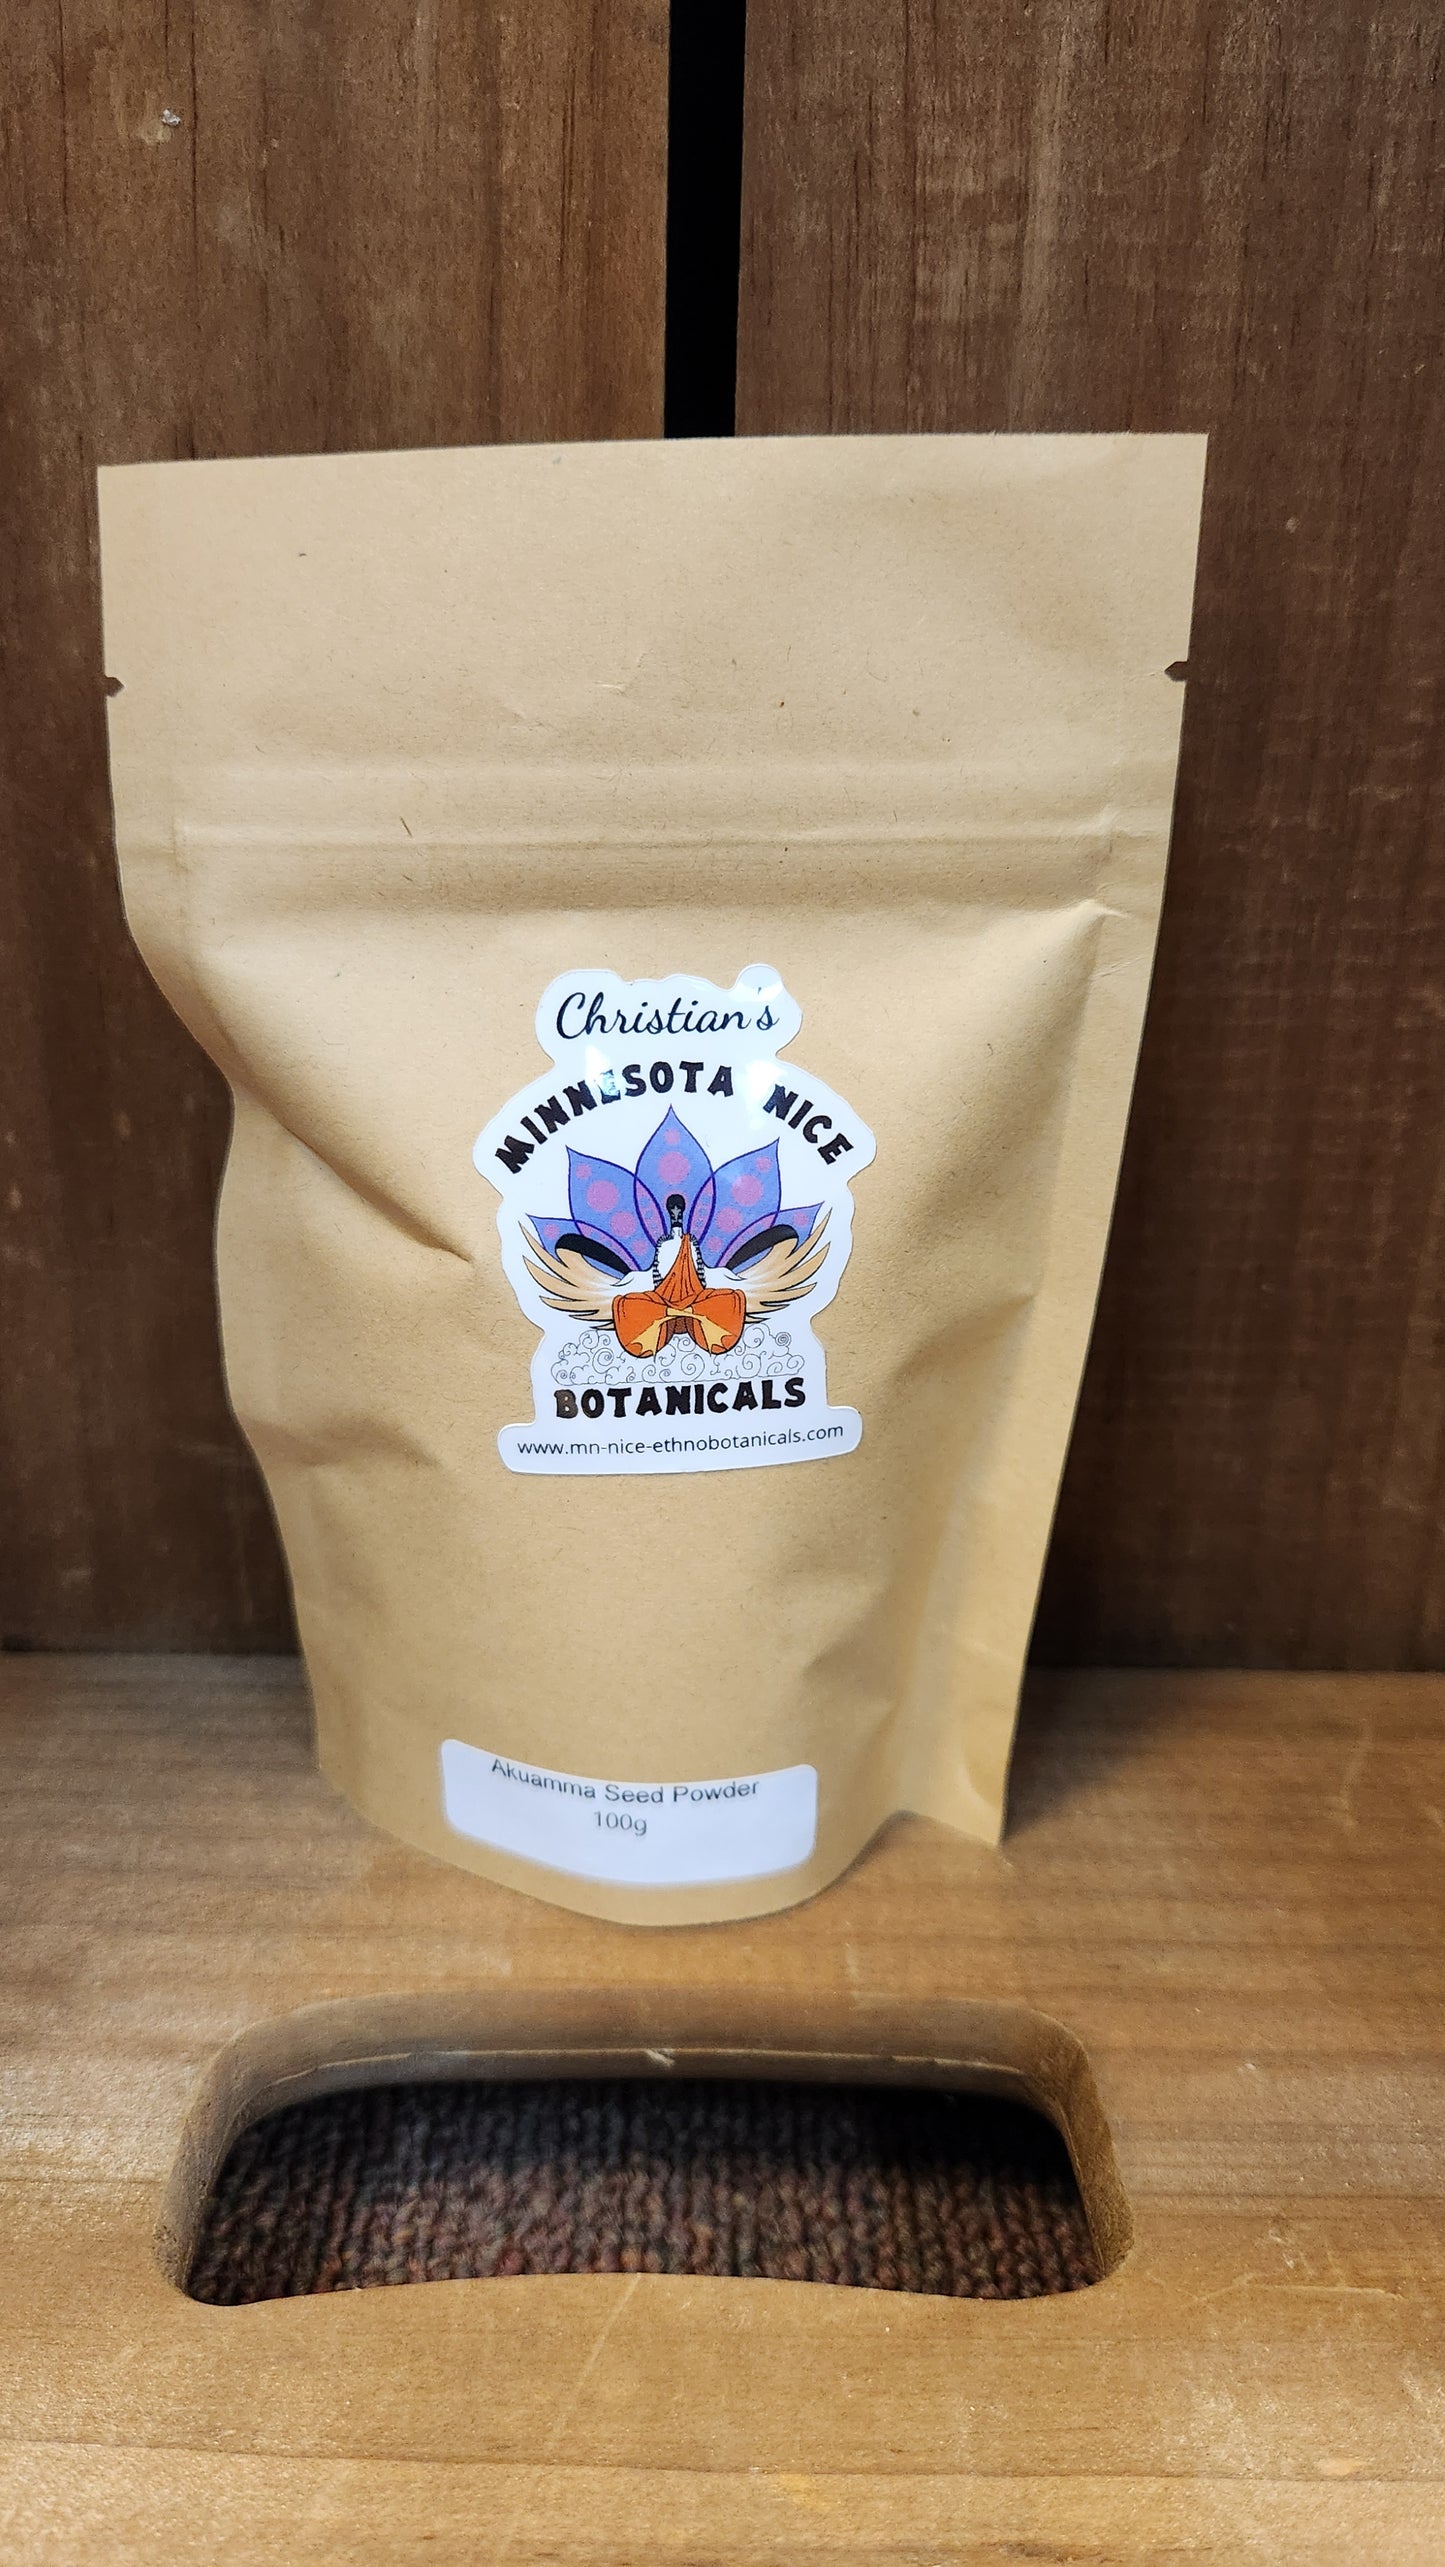 Christian's
MINNESOTA NICE
BOTANICALS
www.mn-nice-ethnobotanicals.com
Akuamma Seed Powder
100g